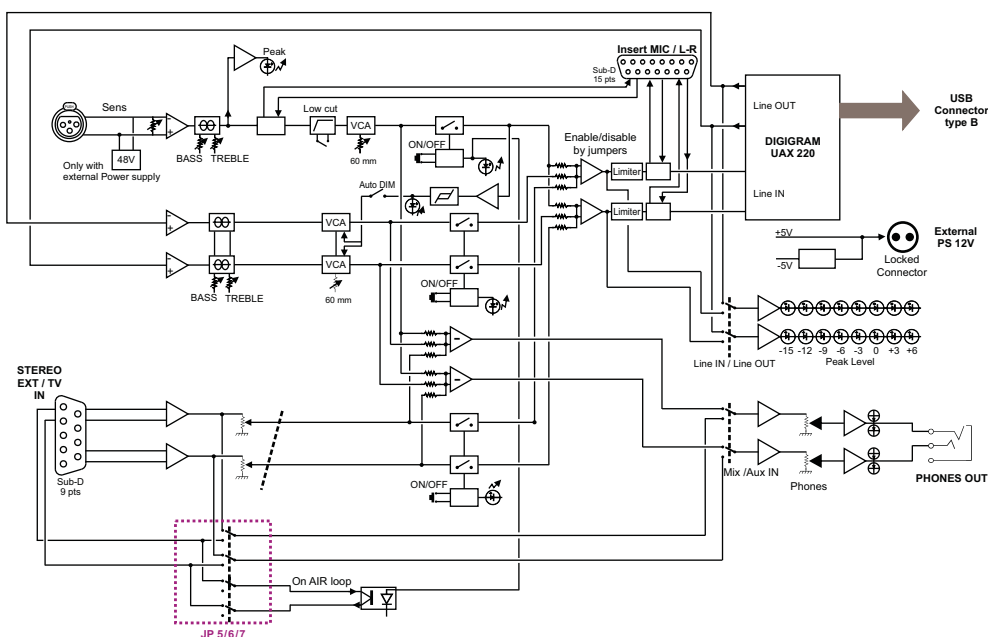 Peak
Insert MIC / L-R
Sub-D
15 pts
Sens
Low cut
VCA
60 mm
48V
Only with
external Power supply
BASS TREBLE
ON/OFF
Enable/disable
by jumpers
Limiter
Limiter
Line OUT
DIGIGRAM
UAX 220
Line IN
USB
Connector
type B
Auto DIM
VCA
VCA
60 mm
BASS TREBLE
ON/OFF
+5V
-5V
External
PS 12V
Locked
Connector
-15 -12 -9 -6 -3 0 +3 +6
Peak Level
Line IN / Line OUT
STEREO
EXT / TV
IN
Sub-D
9 pts
ON/OFF
Mix /Aux IN
Phones
PHONES OUT
On AIR loop
JP 5/6/7